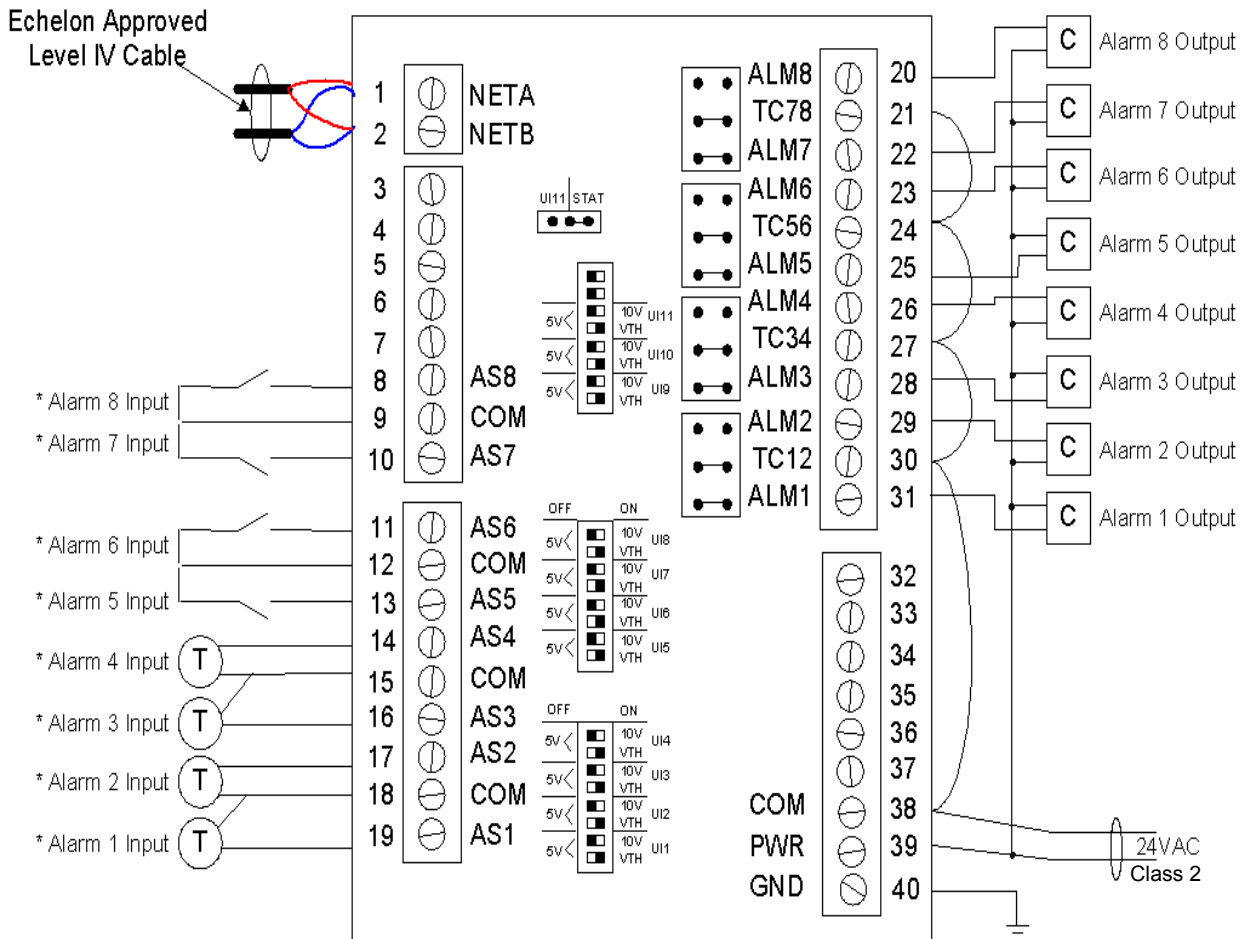 Echelon Approved
Level IV Cable
1 NETA
2 NETB
3
4
5
6
7
8 AS8
9 COM
10 AS7
* Alarm 8 Input
* Alarm 7 Input
11 AS6
12 COM
13 AS5
14 AS4
15 COM
16 AS3
17 AS2
18 COM
19 AS1
* Alarm 6 Input
* Alarm 5 Input
* Alarm 4 Input
T
* Alarm 3 Input
T
* Alarm 2 Input
T
* Alarm 1 Input
T
UI11 STAT
5V< 10V UI11
VTH
5V< 10V UI10
VTH
5V< 10V UI9
VTH
OFF ON
5V< 10V UI8
VTH
5V< 10V UI7
VTH
5V< 10V UI6
VTH
5V< 10V UI5
VTH
OFF ON
5V< 10V UI4
VTH
5V< 10V UI3
VTH
5V< 10V UI2
VTH
5V< 10V UI1
VTH
ALM8 20
TC78 21
ALM7 22
ALM6 23
TC56 24
ALM5 25
ALM4 26
TC34 27
ALM3 28
ALM2 29
TC12 30
ALM1 31
32
33
34
35
36
37
COM 38
PWR 39
GND 40
C Alarm 8 Output
C Alarm 7 Output
C Alarm 6 Output
C Alarm 5 Output
C Alarm 4 Output
C Alarm 3 Output
C Alarm 2 Output
C Alarm 1 Output
24VAC
Class 2